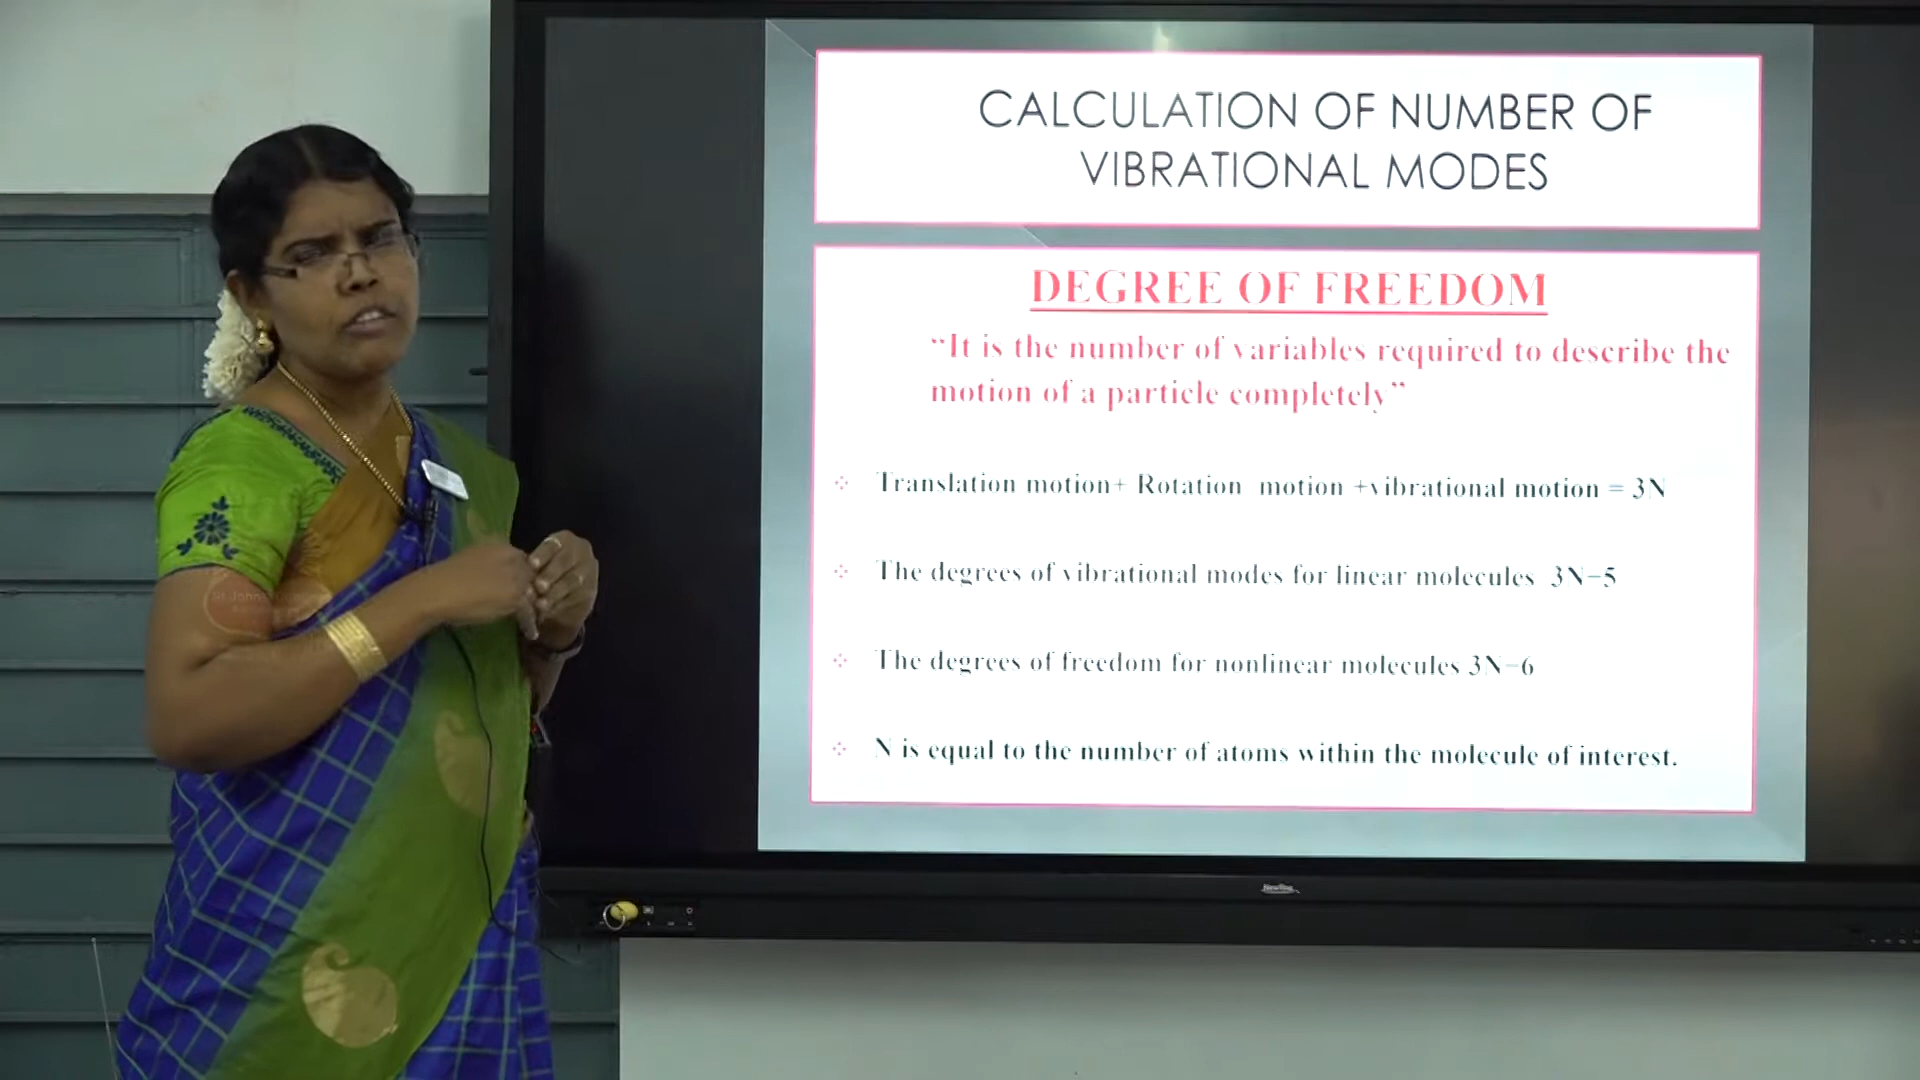 CALCULATION OF NUMBER OF
VIBRATIONAL MODES
DEGREE OF FREEDOM
“It is the number of variables required to describe the
motion of a particle completely”
Translation motion+ Rotation motion +vibrational motion = 3N
The degrees of vibrational modes for linear molecules 3N-5
The degrees of freedom for nonlinear molecules 3N-6
N is equal to the number of atoms within the molecule of interest.